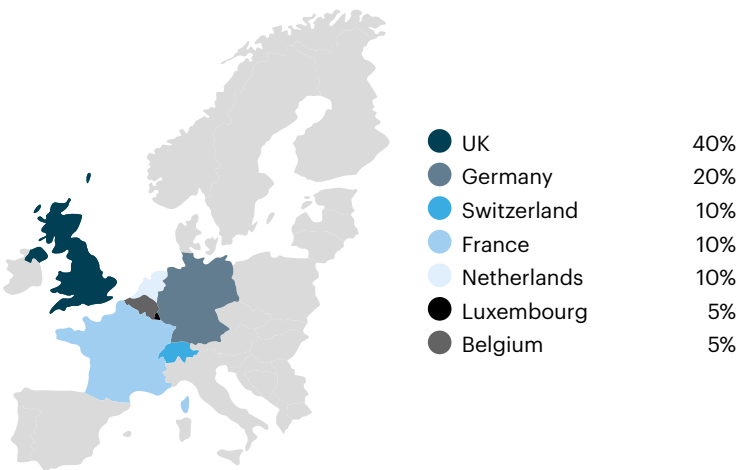 UK 40%
Germany 20%
Switzerland 10%
France 10%
Netherlands 10%
Luxembourg 5%
Belgium 5%